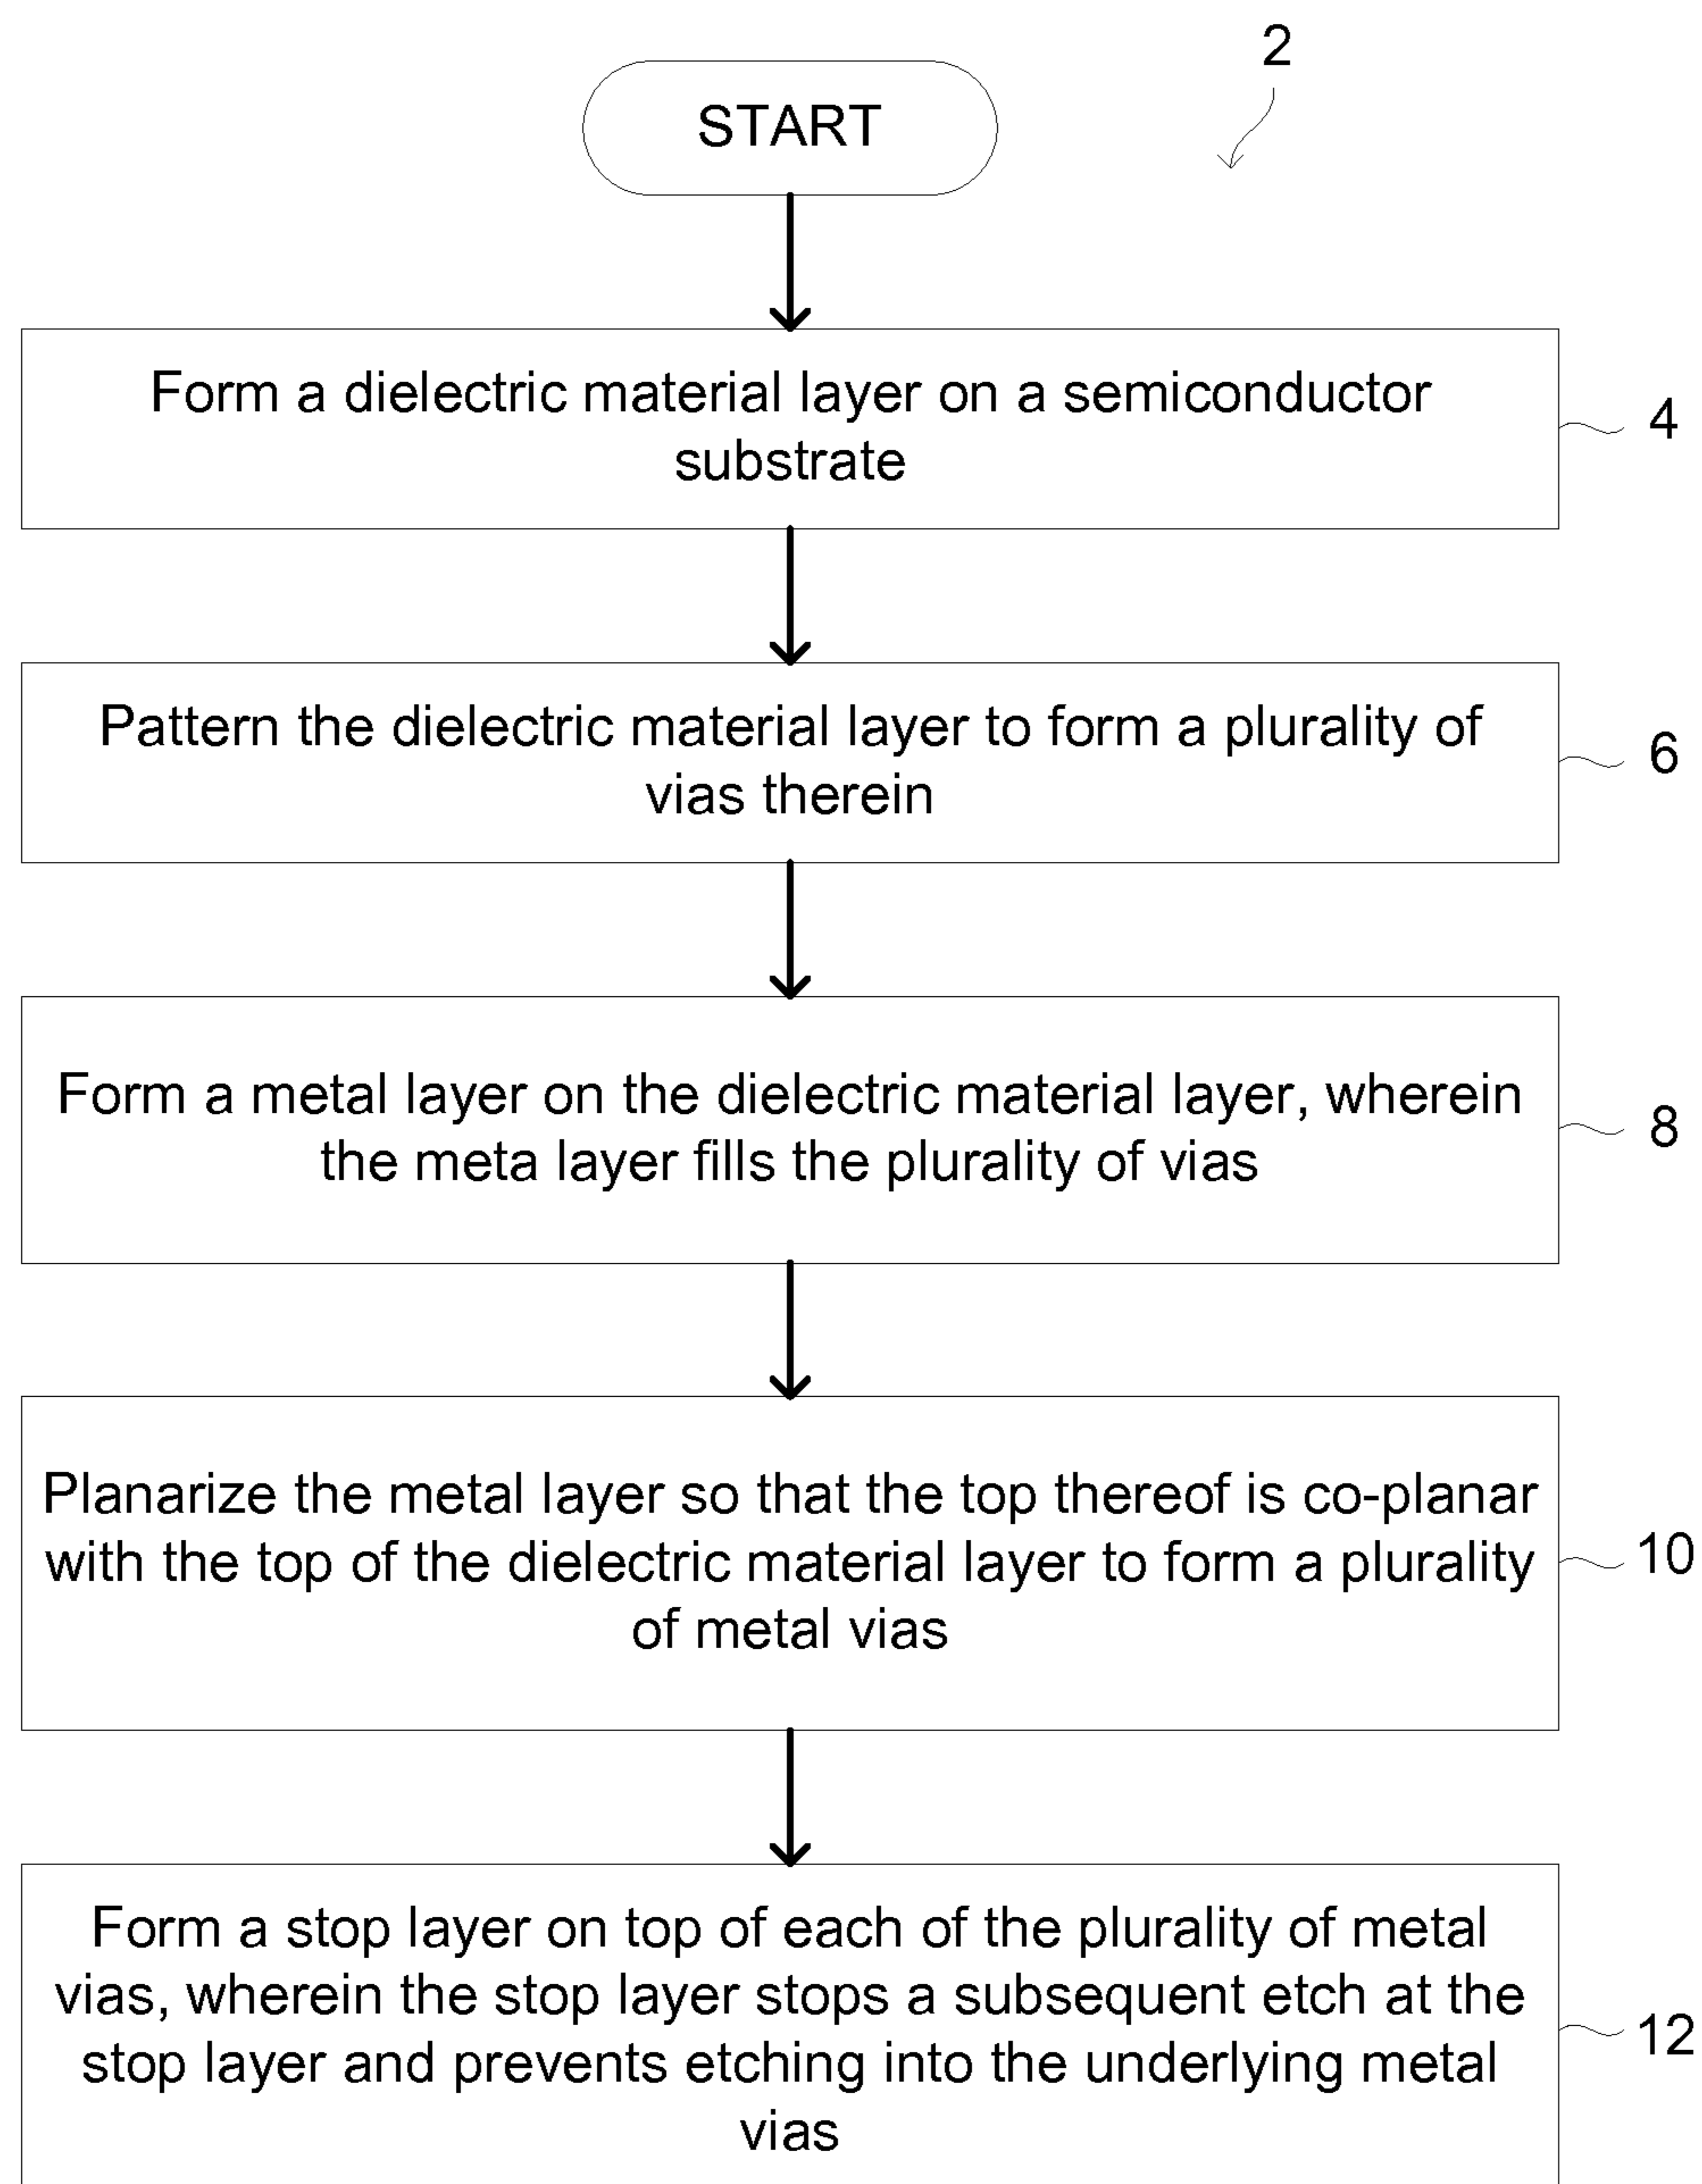 2
START
Form a dielectric material layer on a semiconductor
substrate
4
Pattern the dielectric material layer to form a plurality of
vias therein
6
Form a metal layer on the dielectric material layer, wherein
the meta layer fills the plurality of vias
8
Planarize the metal layer so that the top thereof is co-planar
with the top of the dielectric material layer to form a plurality
of metal vias
10
Form a stop layer on top of each of the plurality of metal
vias, wherein the stop layer stops a subsequent etch at the
stop layer and prevents etching into the underlying metal
vias
12